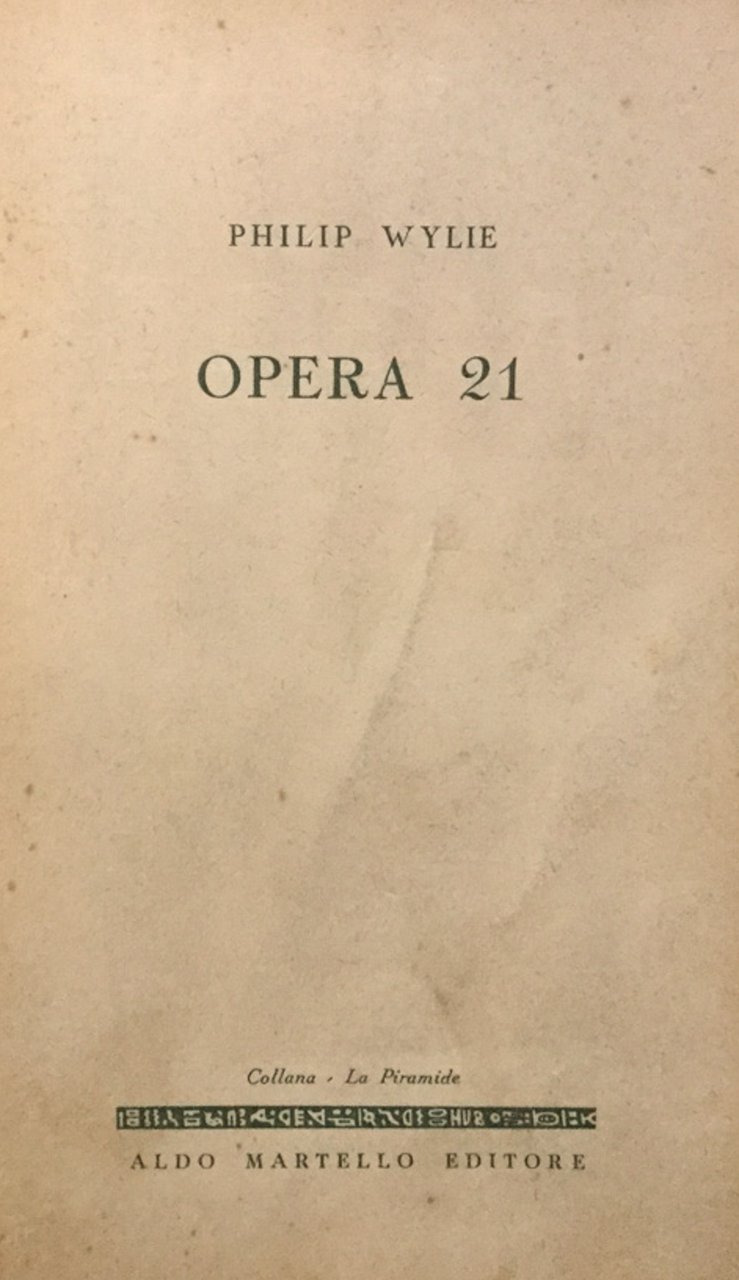 PHILIP WYLIE
OPERA 21
Collana - La Piramide
ALDO MARTELLO EDITORE